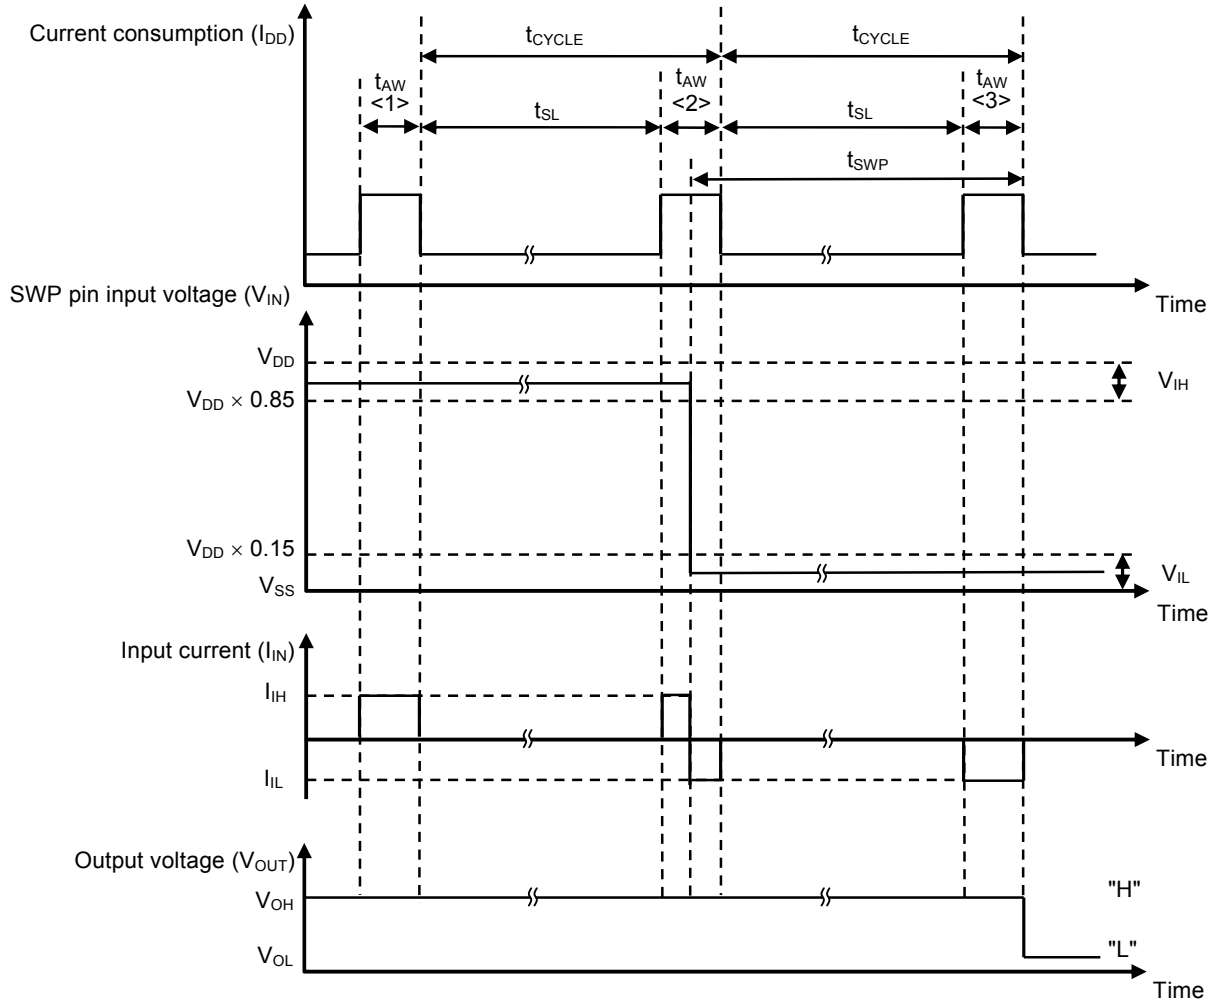 Current consumption (IDD)
tCYCLE
tCYCLE
tAW
<1>
tAW
<2>
tAW
<3>
tSL
tSL
tSWP
Time
SWP pin input voltage (VIN)
VDD
VDD × 0.85
VIH
VDD × 0.15
VSS
VIL
Time
Input current (IIN)
IIH
IIL
Time
Output voltage (VOUT)
VOH
"H"
VOL
"L"
Time